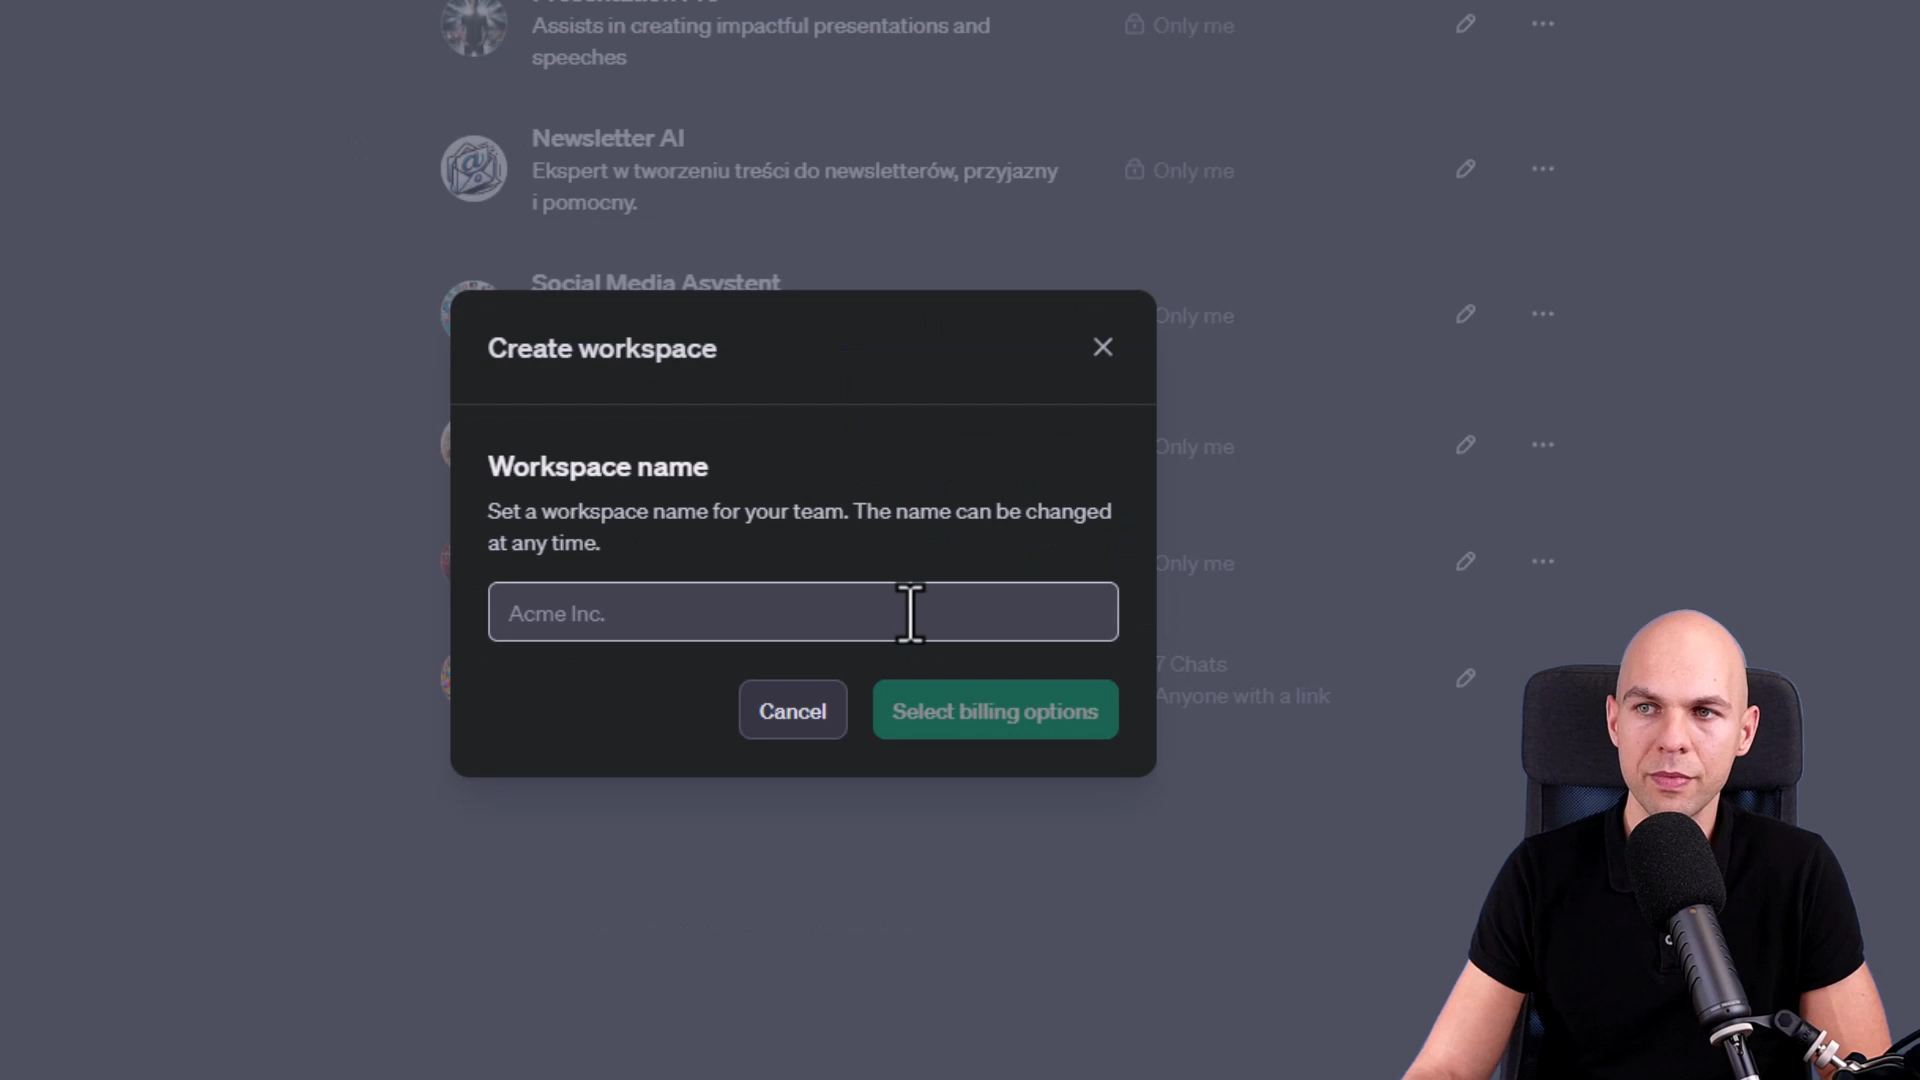 Assists in creating impactful presentations and
speeches
Only me
Newsletter AI
Ekspert w tworzeniu treści do newsletterów, przyjazny
i pomocny.
Only me
Social Media Asystent
Only me
Create workspace
Only me
Workspace name
Set a workspace name for your team. The name can be changed
at any time.
Only me
Acme Inc.
7 Chats
Anyone with a link
Cancel
Select billing options